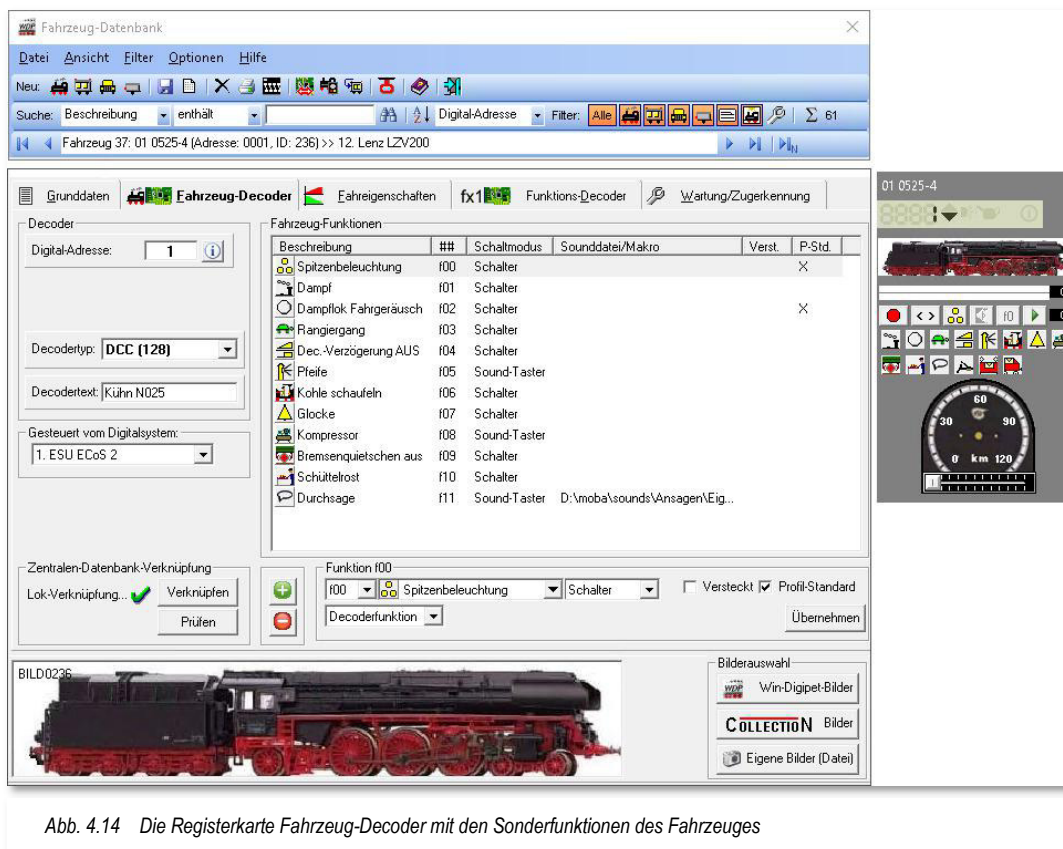 WDP Fahrzeug-Datenbank
Datei Ansicht Filter Optionen Hilfe
Neu:
Suche: Beschreibung enthält Digital-Adresse Filter: Alle Σ 61
Fahrzeug 37: 01 0525-4 (Adresse: 0001, ID: 236) >> 12. Lenz LZV200 N
Grunddaten Fahrzeug-Decoder Fahreigenschaften fx1 Funktions-Decoder Wartung/Zugerkennung
Decoder
Digital-Adresse: 1
Decodertyp: DCC (128)
Decodertext: Kühn N025
Gesteuert vom Digitalsystem:
1. ESU ECoS 2
Fahrzeug-Funktionen
Beschreibung ## Schaltmodus Sounddatei/Makro Verst. P-Std.
Spitzenbeleuchtung f00 Schalter X
Dampf f01 Schalter
Dampflok Fahrgeräusch f02 Schalter X
Rangiergang f03 Schalter
Dec.-Verzögerung AUS f04 Schalter
Pfeife f05 Sound-Taster
Kohle schaufeln f06 Schalter
Glocke f07 Schalter
Kompressor f08 Sound-Taster
Bremsenquietschen aus f09 Schalter
Schüttelrost f10 Schalter
Durchsage f11 Sound-Taster D:\moba\sounds\Ansagen\Eig...
Zentralen-Datenbank-Verknüpfung
Lok-Verknüpfung... Verknüpfen
Prüfen
Funktion f00
f00 Spitzenbeleuchtung Schalter Versteckt Profil-Standard
Decoderfunktion Übernehmen
BILD0236
Bilderauswahl
WDP Win-Digipet-Bilder
COLLECTION Bilder
Eigene Bilder (Datei)
01 0525-4
8888 1
< > f0
30 60 90
0 km 120
Abb. 4.14 Die Registerkarte Fahrzeug-Decoder mit den Sonderfunktionen des Fahrzeuges